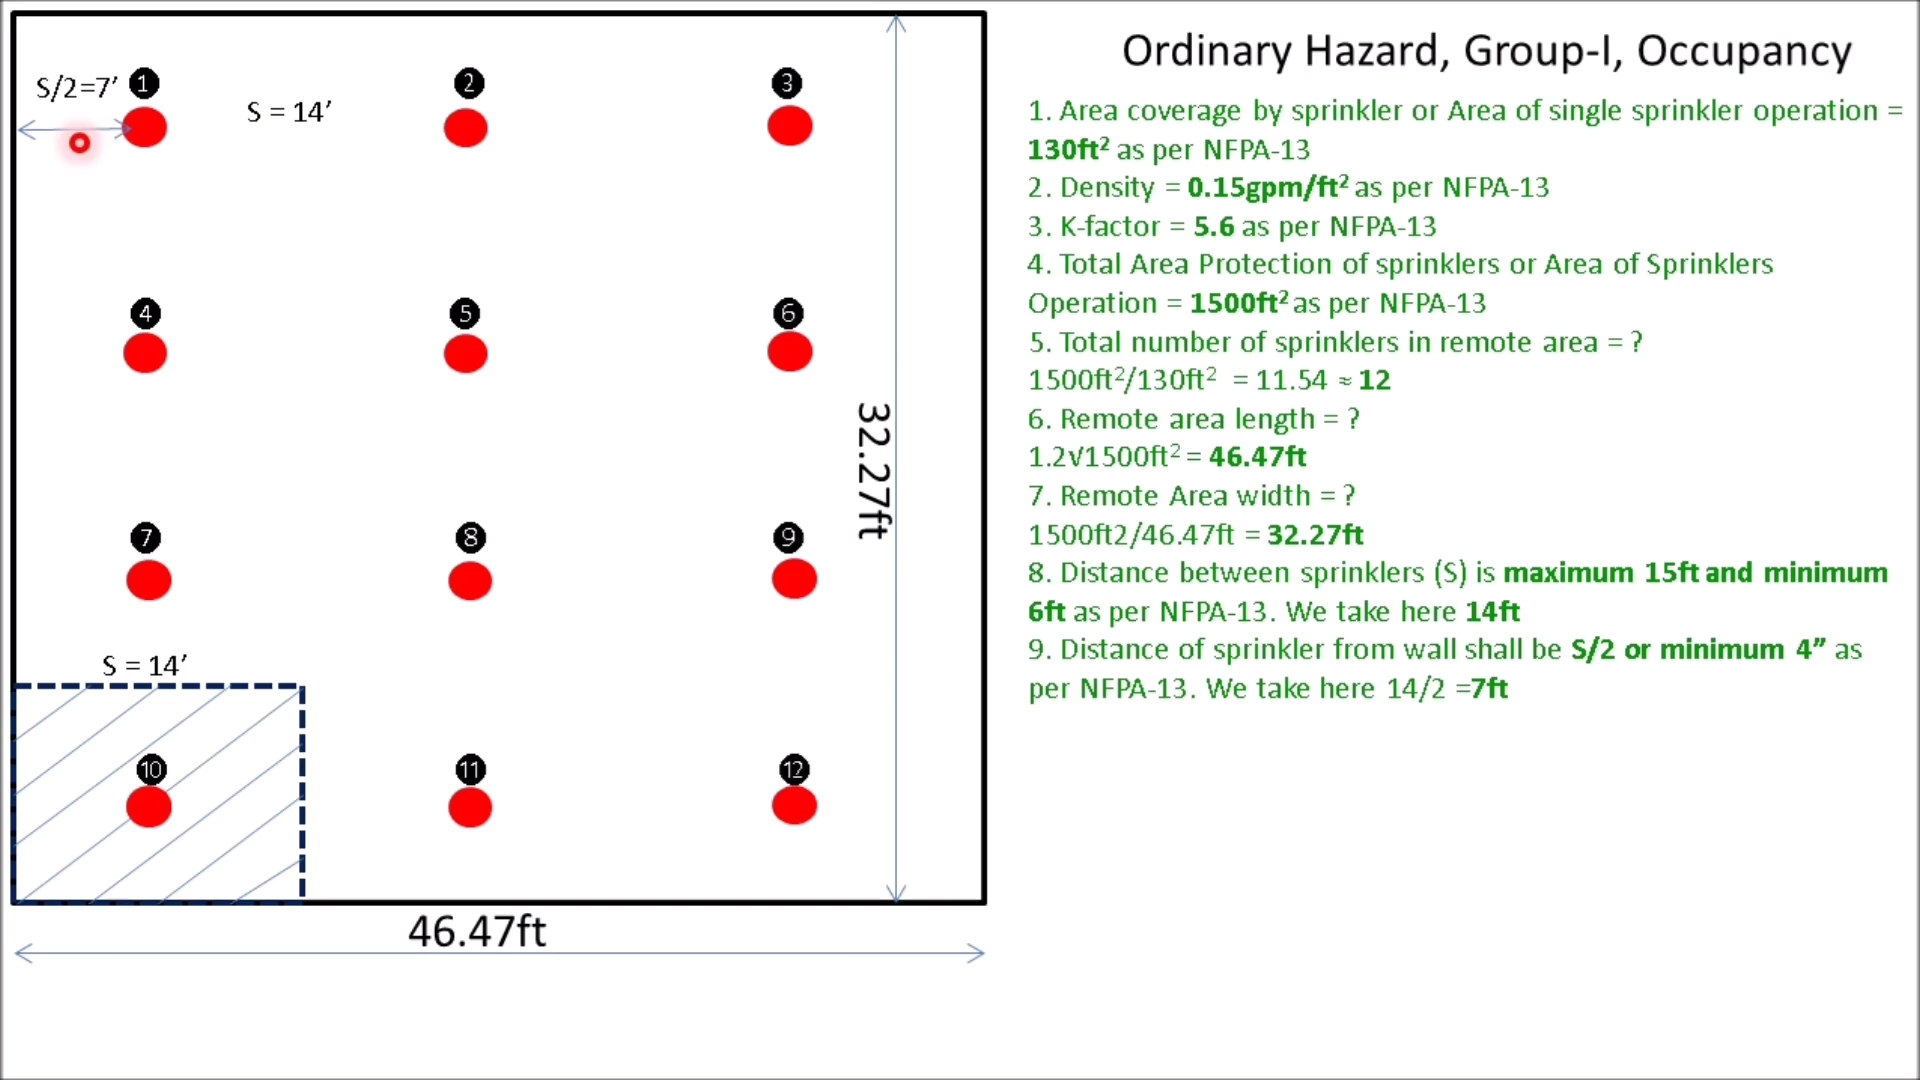 Ordinary Hazard, Group-I, Occupancy
S/2=7’
1
S = 14’
2
3
4
5
6
7
8
9
S = 14’
10
11
12
32.27ft
46.47ft
1. Area coverage by sprinkler or Area of single sprinkler operation =
130ft² as per NFPA-13
2. Density = 0.15gpm/ft² as per NFPA-13
3. K-factor = 5.6 as per NFPA-13
4. Total Area Protection of sprinklers or Area of Sprinklers
Operation = 1500ft² as per NFPA-13
5. Total number of sprinklers in remote area = ?
1500ft²/130ft² = 11.54 ≈ 12
6. Remote area length = ?
1.2√1500ft² = 46.47ft
7. Remote Area width = ?
1500ft2/46.47ft = 32.27ft
8. Distance between sprinklers (S) is maximum 15ft and minimum
6ft as per NFPA-13. We take here 14ft
9. Distance of sprinkler from wall shall be S/2 or minimum 4” as
per NFPA-13. We take here 14/2 =7ft